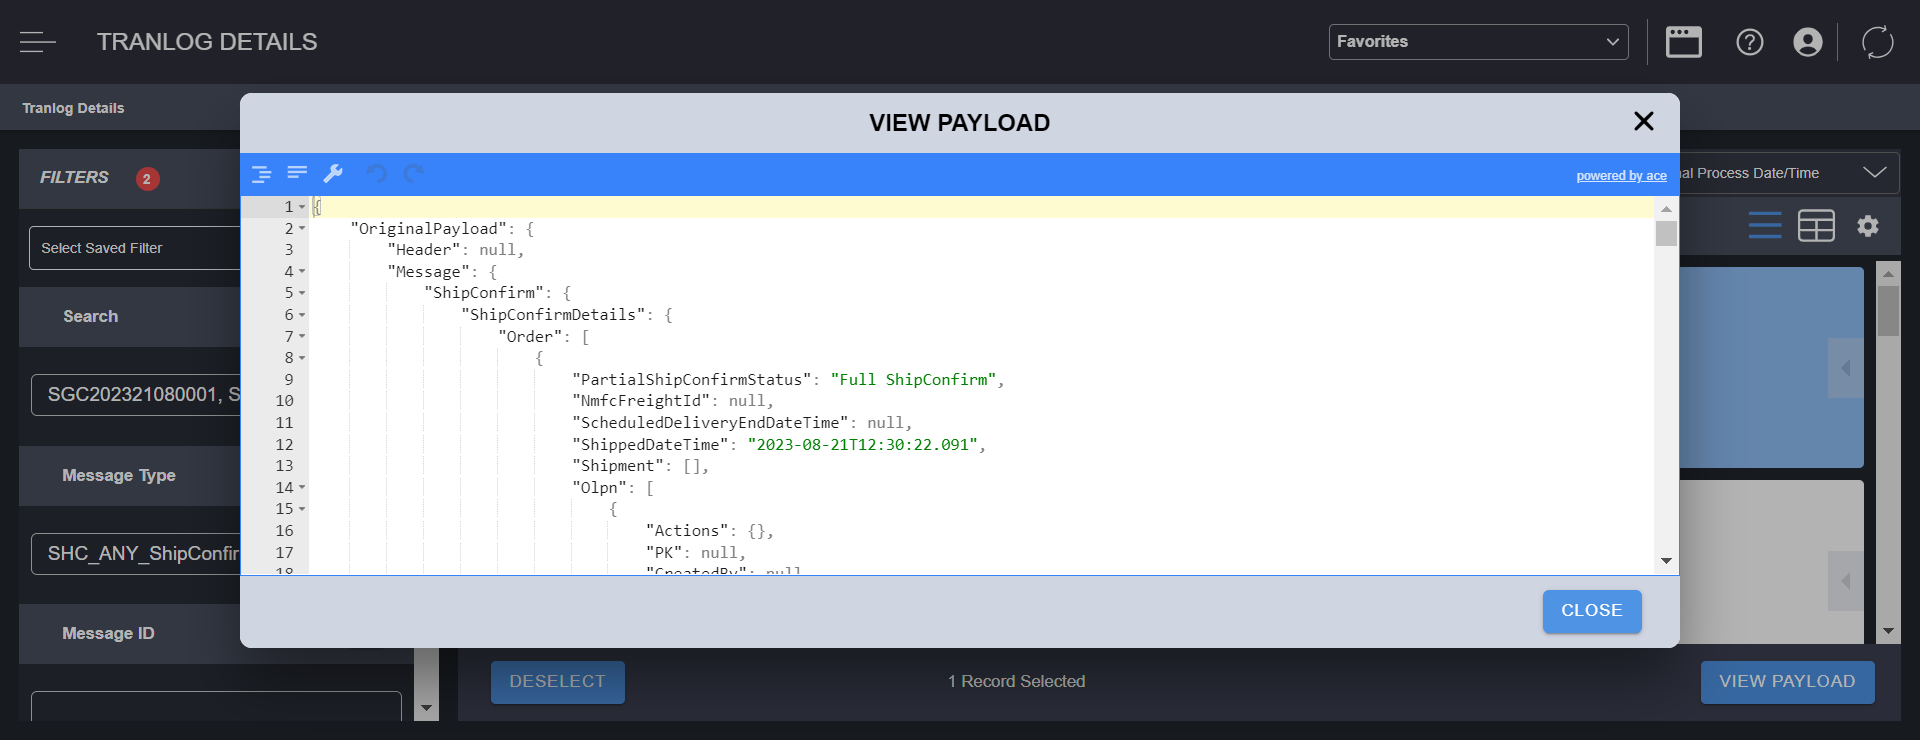 TRANLOG DETAILS
Favorites
Tranlog Details
VIEW PAYLOAD
FILTERS 2
powered by ace
al Process Date/Time
Select Saved Filter
Search
SGC202321080001, S
Message Type
SHC_ANY_ShipConfir
Message ID
1 {
2 "OriginalPayload": {
3 "Header": null,
4 "Message": {
5 "ShipConfirm": {
6 "ShipConfirmDetails": {
7 "Order": [
8 {
9 "PartialShipConfirmStatus": "Full ShipConfirm",
10 "NmfcFreightId": null,
11 "ScheduledDeliveryEndDateTime": null,
12 "ShippedDateTime": "2023-08-21T12:30:22.091",
13 "Shipment": [],
14 "Olpn": [
15 {
16 "Actions": {},
17 "PK": null,
18 "CreatedBy": null
CLOSE
DESELECT
1 Record Selected
VIEW PAYLOAD